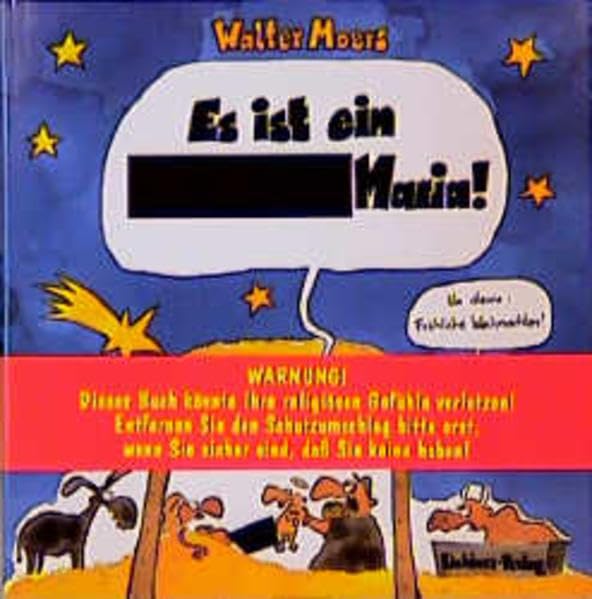 Walter Moers
Es ist ein
Maria!
Na dann:
Fröhliche Weihnachten!
WARNUNG!
Dieses Buch könnte Ihre religiösen Gefühle verletzen!
Entfernen Sie den Schutzumschlag bitte erst,
wenn Sie sicher sind, daß Sie keine haben!
Eichborn-Verlag